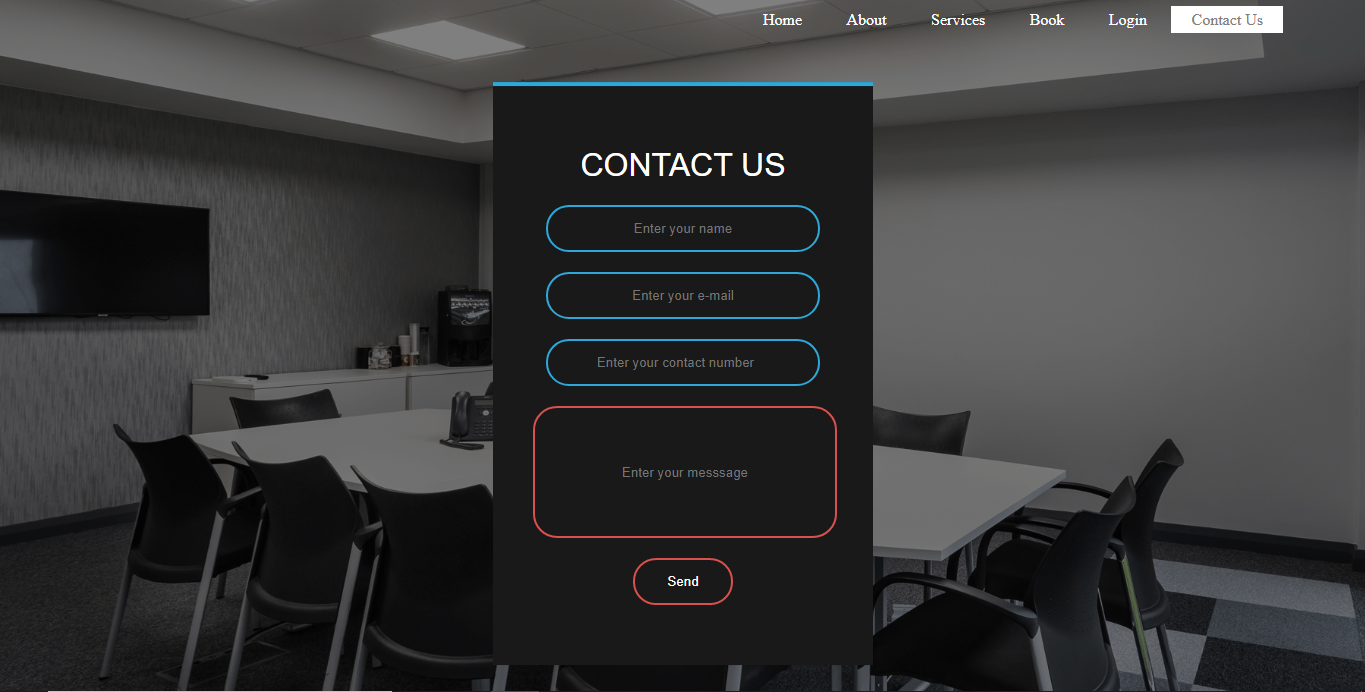 Home About Services Book Login Contact Us
CONTACT US
Enter your name
Enter your e-mail
Enter your contact number
Enter your messsage
Send